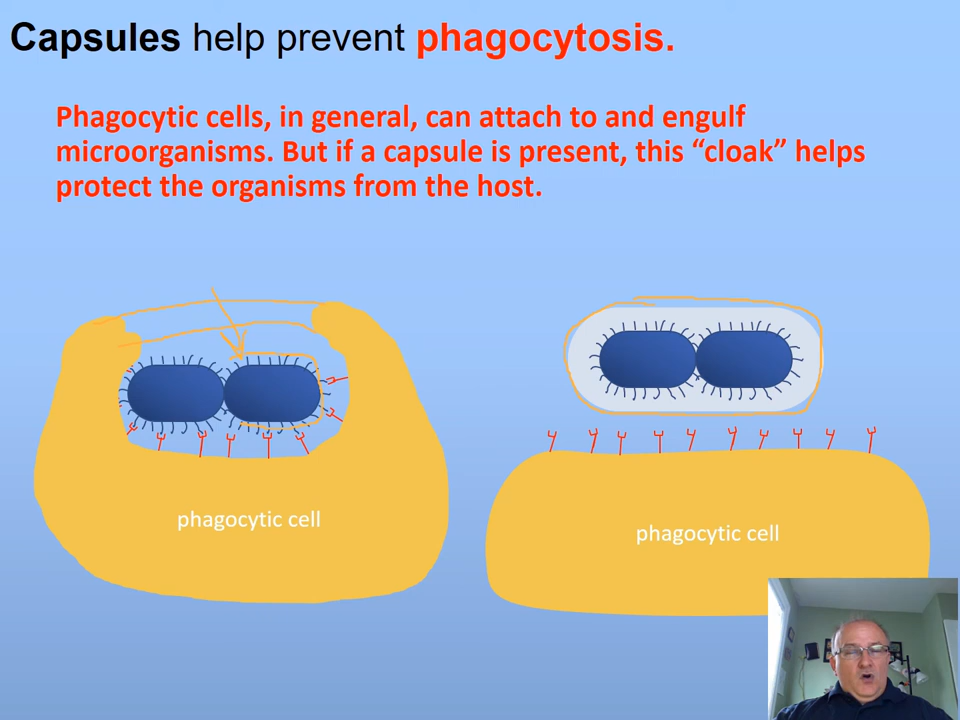 Capsules help prevent phagocytosis.
Phagocytic cells, in general, can attach to and engulf
microorganisms. But if a capsule is present, this “cloak” helps
protect the organisms from the host.
phagocytic cell
phagocytic cell